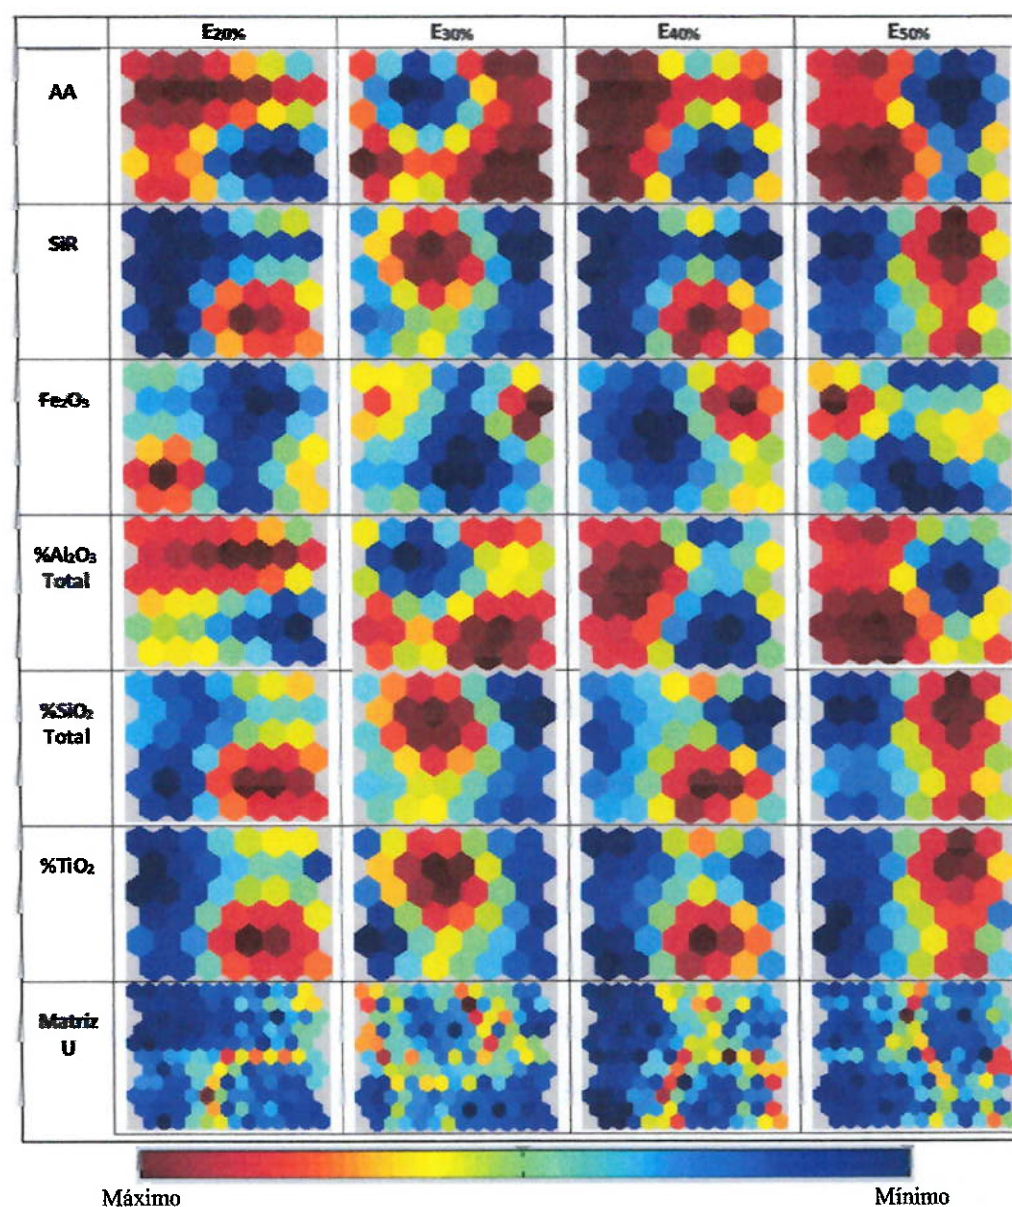 E20% E30% E40% E50%
AA
SiR
Fe₂O₃
%Al₂O₃
Total
%SiO₂
Total
%TiO₂
Matriz
U
Máximo Mínimo